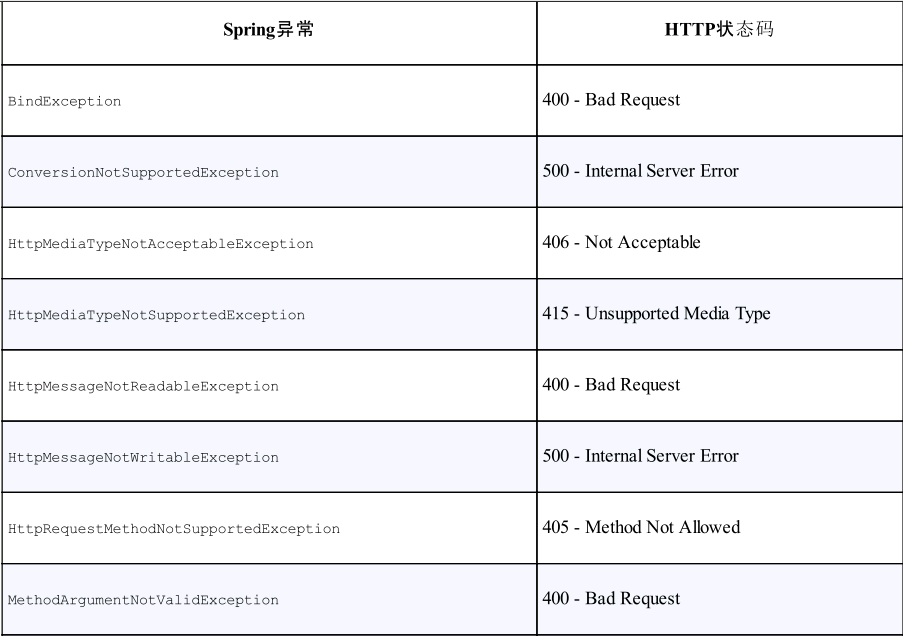 Spring异常 HTTP状态码
BindException 400 - Bad Request
ConversionNotSupportedException 500 - Internal Server Error
HttpMediaTypeNotAcceptableException 406 - Not Acceptable
HttpMediaTypeNotSupportedException 415 - Unsupported Media Type
HttpMessageNotReadableException 400 - Bad Request
HttpMessageNotWritableException 500 - Internal Server Error
HttpRequestMethodNotSupportedException 405 - Method Not Allowed
MethodArgumentNotValidException 400 - Bad Request